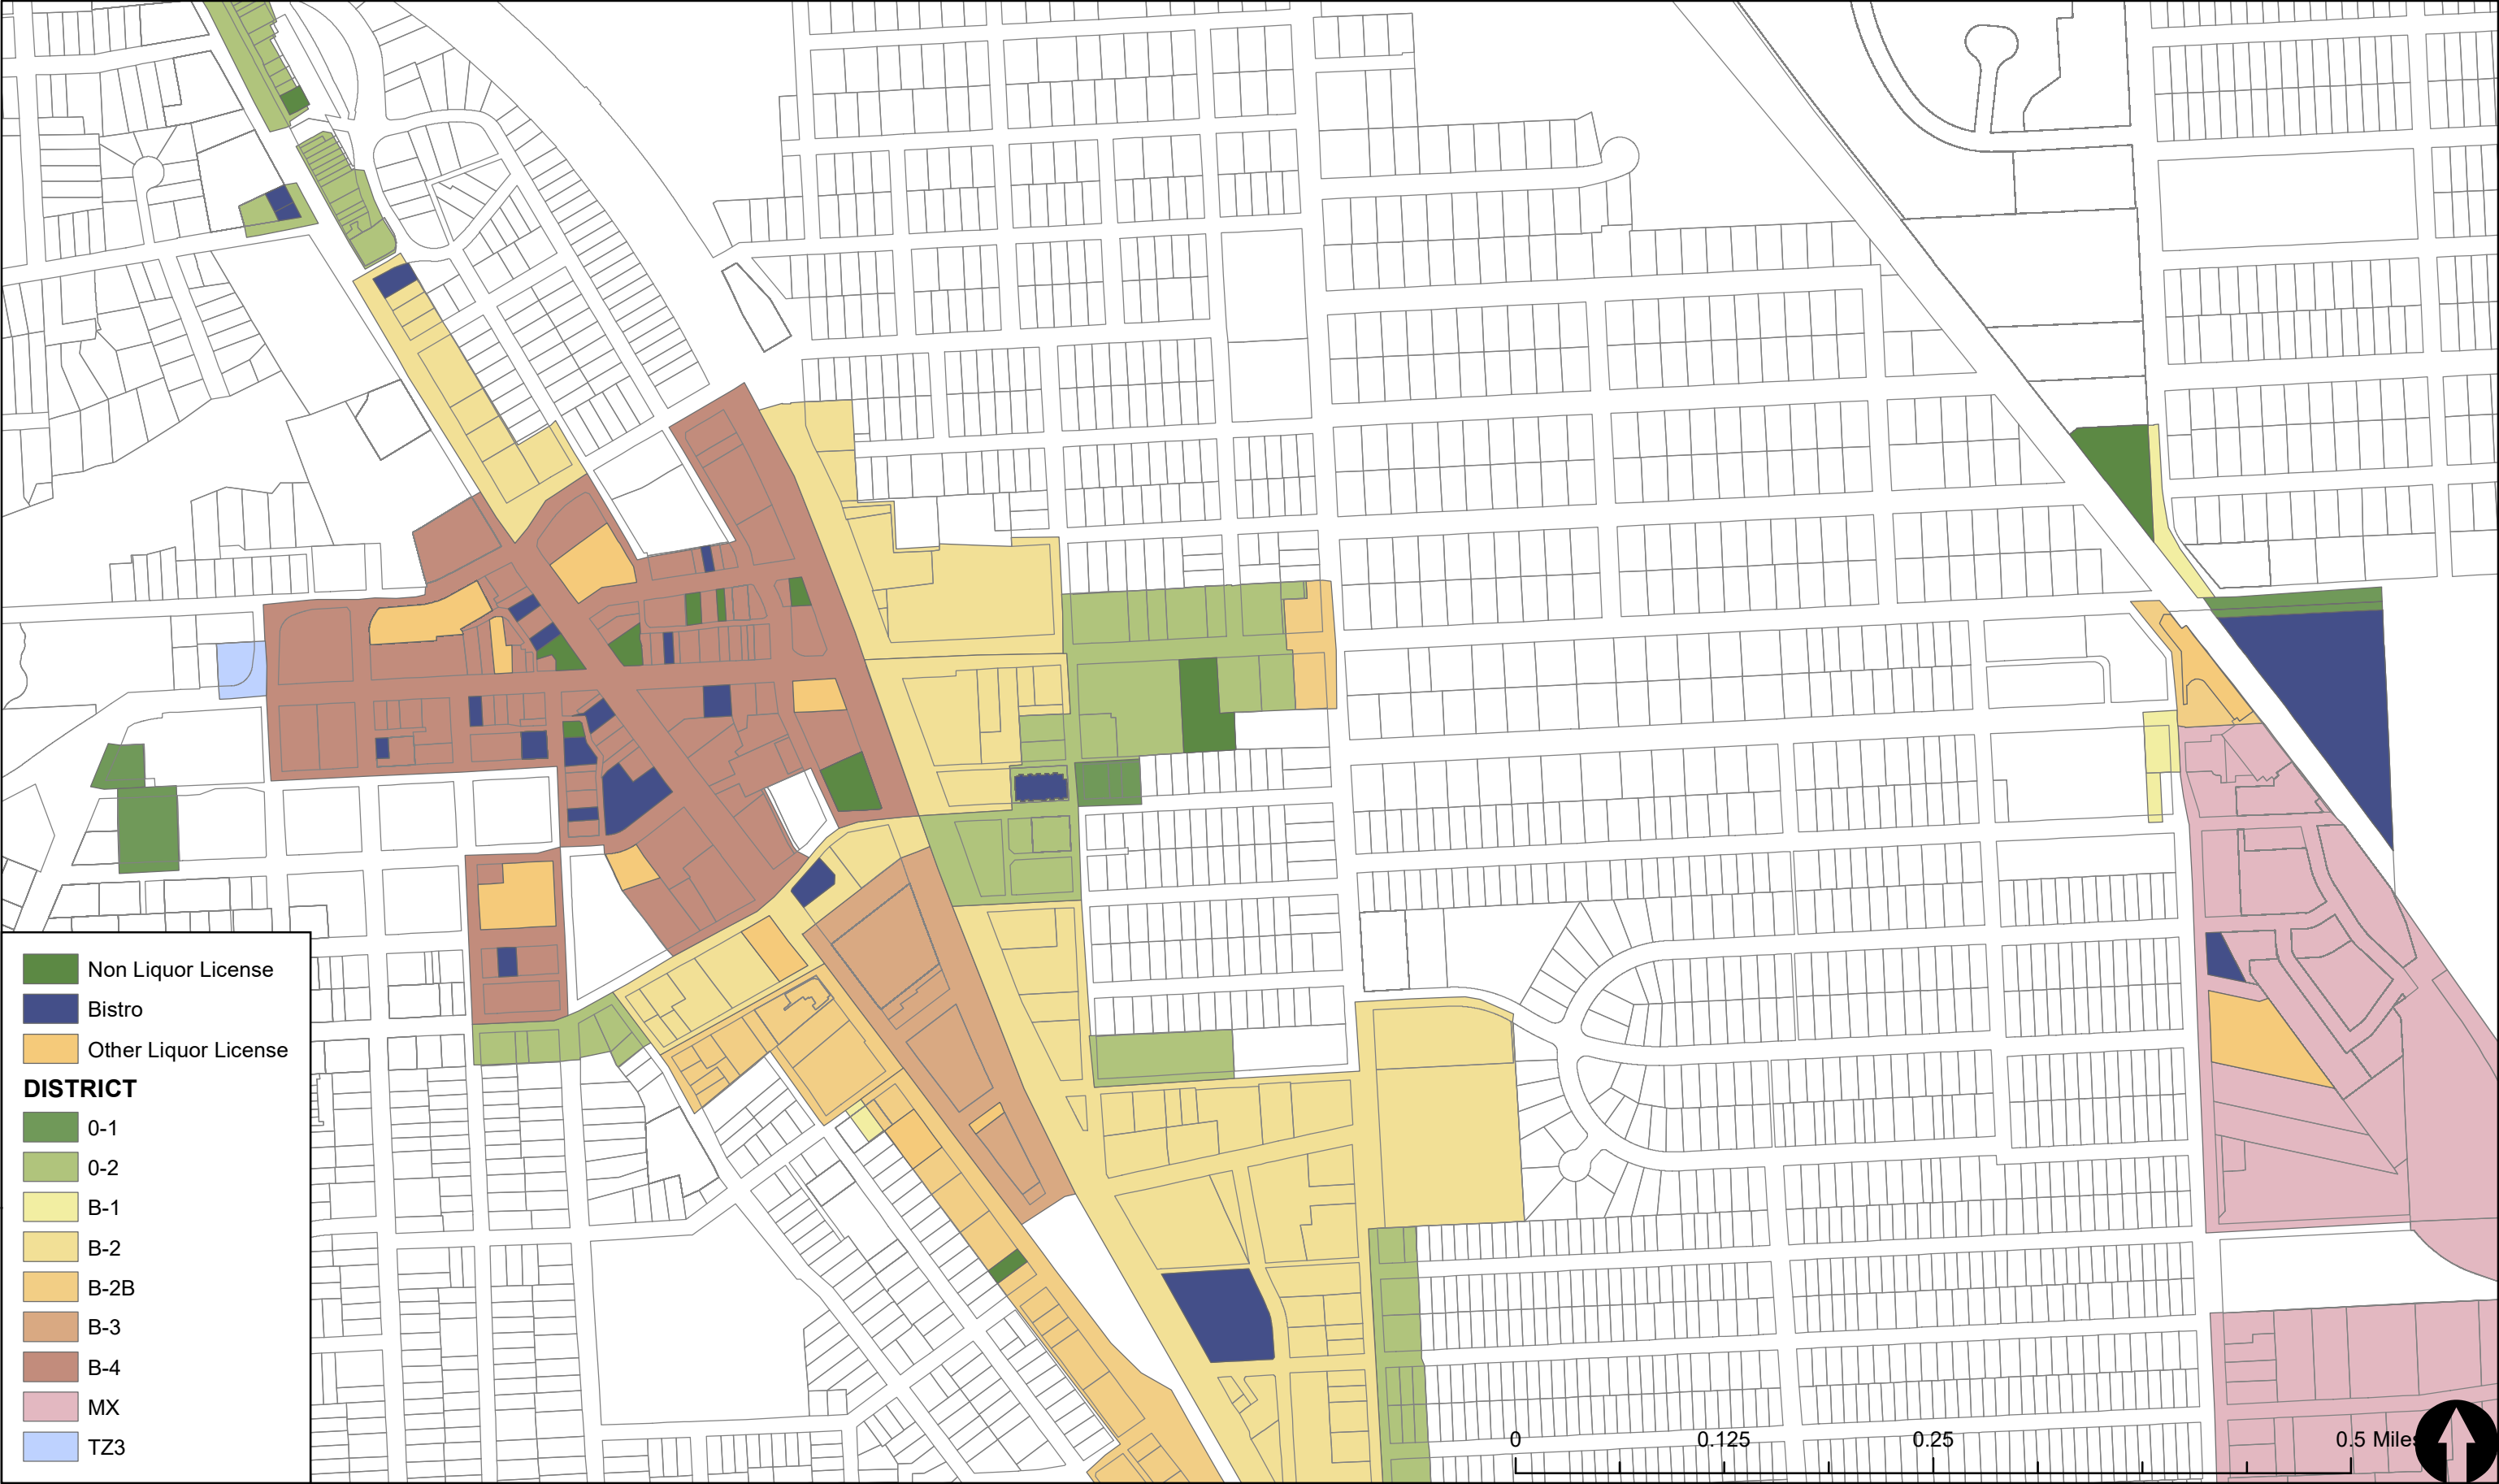 Non Liquor License
Bistro
Other Liquor License
DISTRICT
0-1
0-2
B-1
B-2
B-2B
B-3
B-4
MX
TZ3
0 0.125 0.25 0.5 Miles